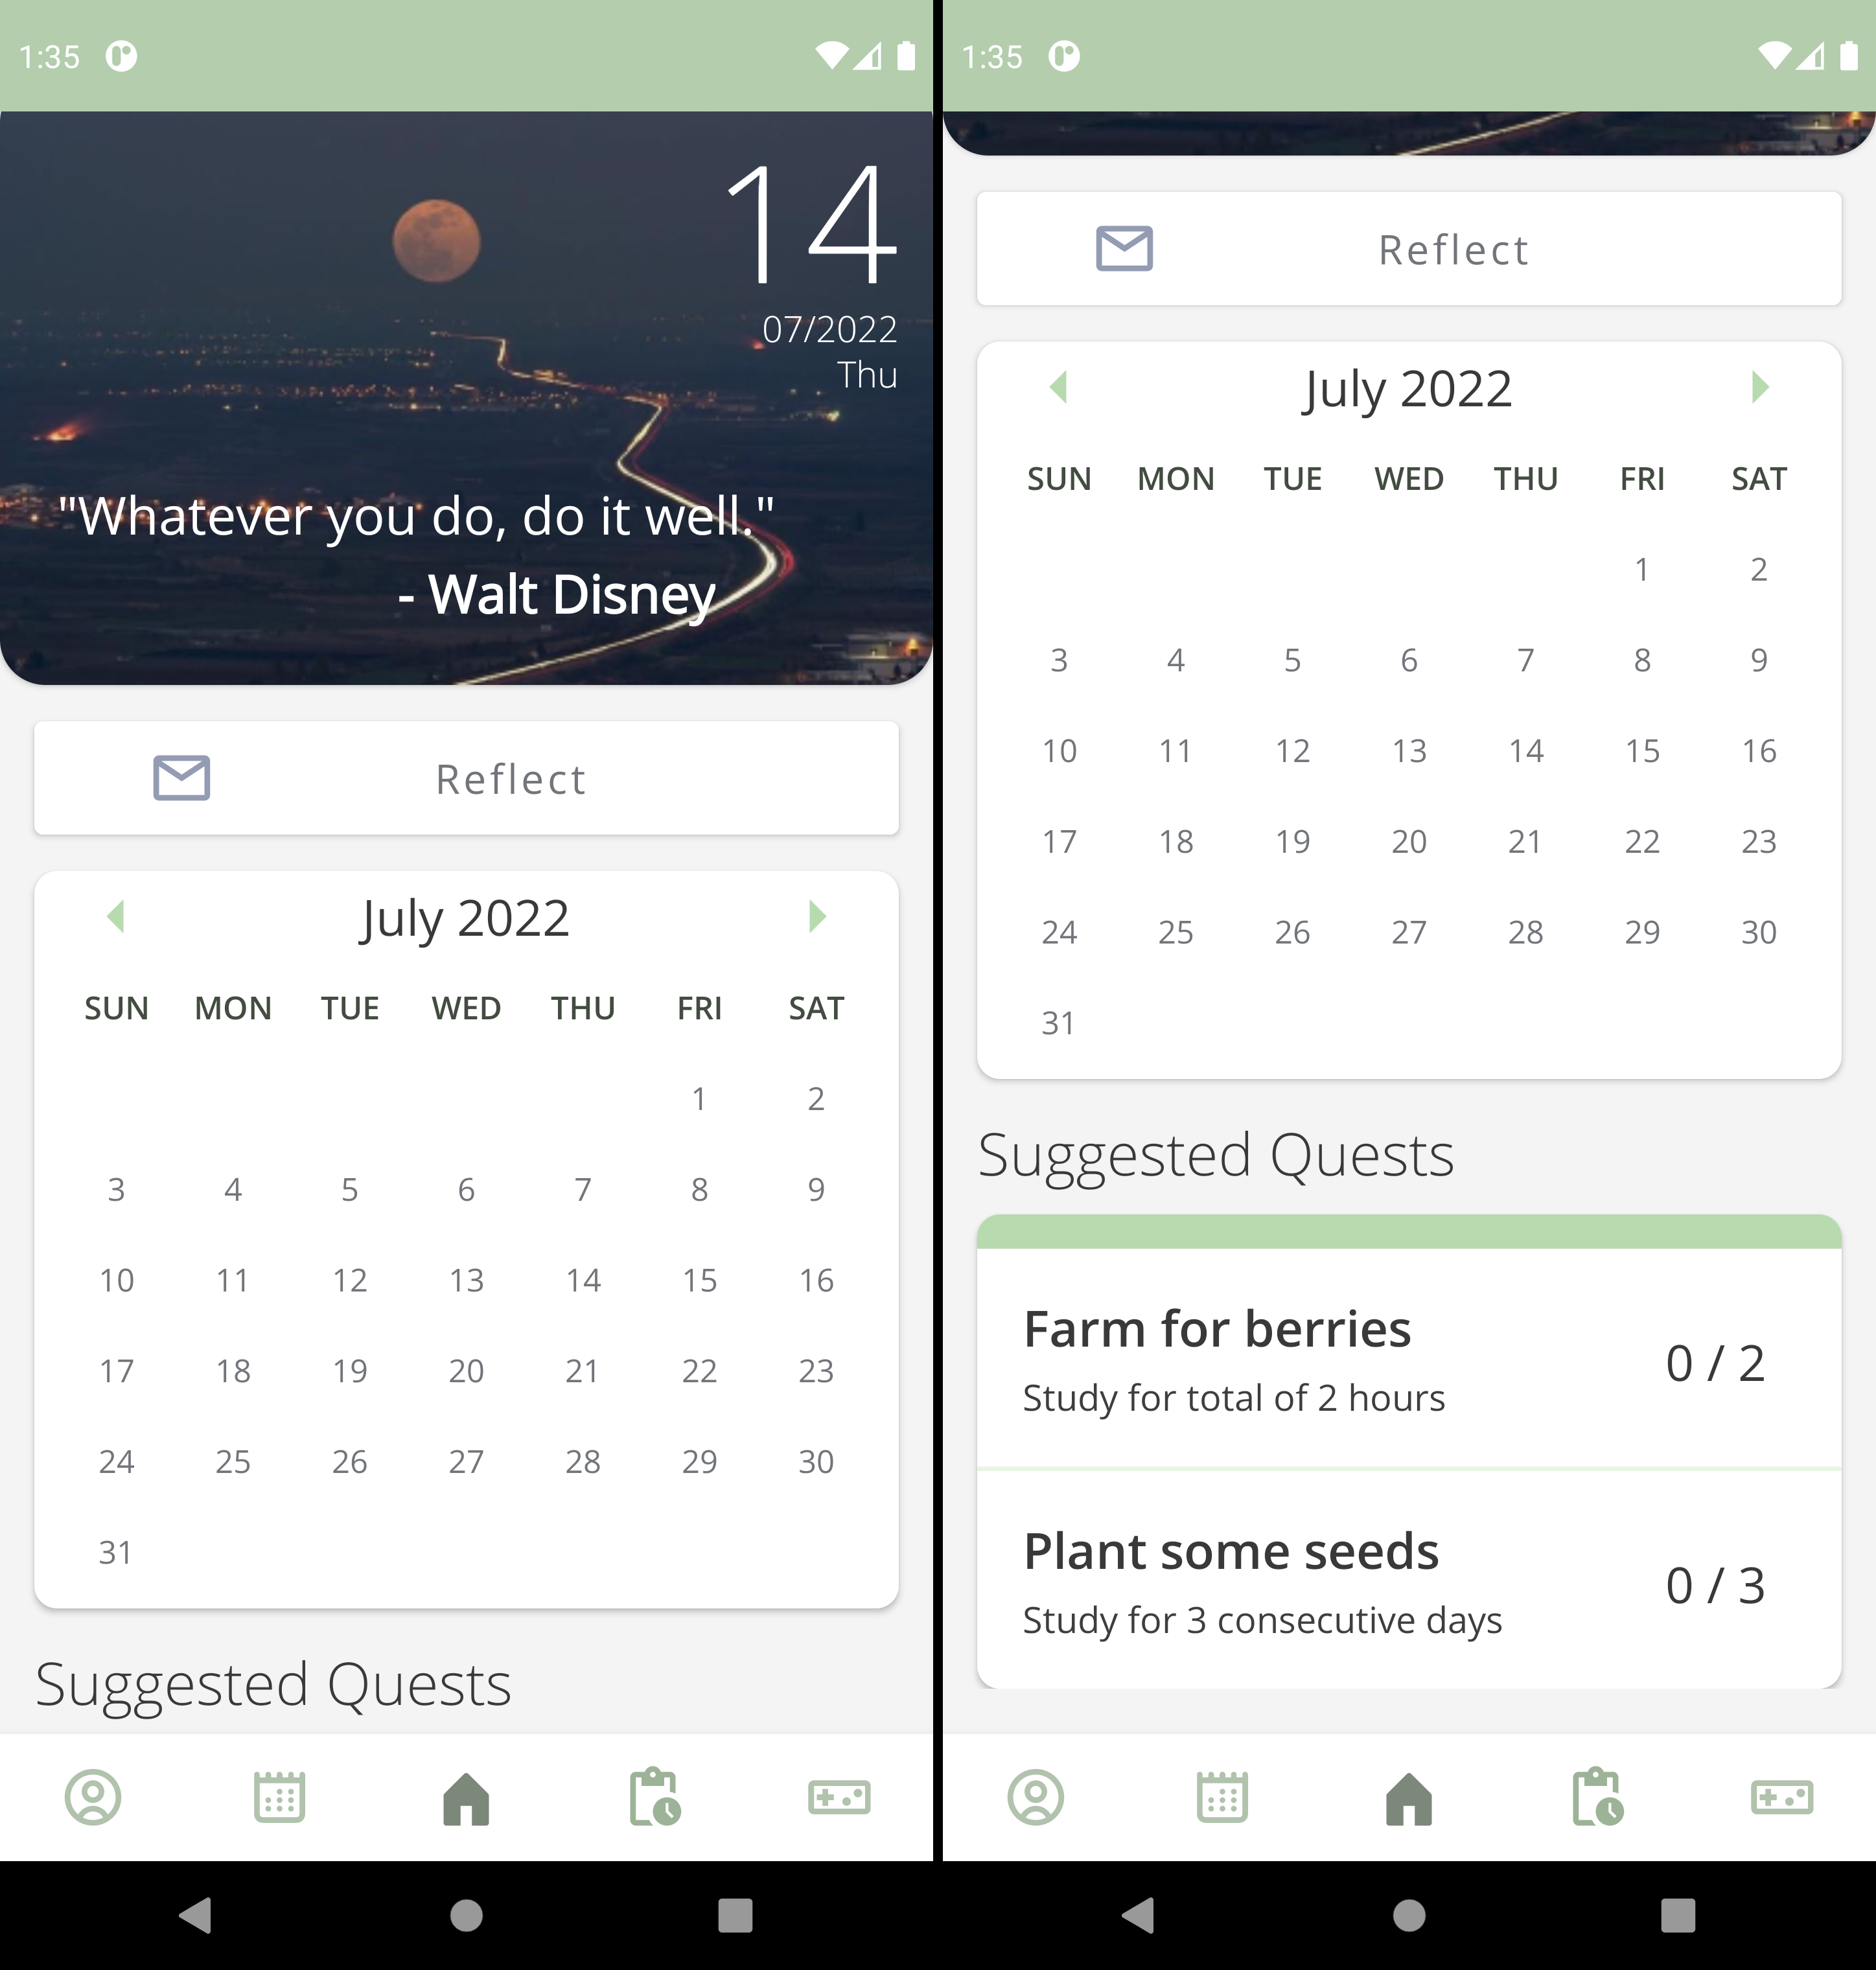 1:35
14
07/2022
Thu
"Whatever you do, do it well."
- Walt Disney
Reflect
July 2022
SUN MON TUE WED THU FRI SAT
1 2
3 4 5 6 7 8 9
10 11 12 13 14 15 16
17 18 19 20 21 22 23
24 25 26 27 28 29 30
31
Suggested Quests
1:35
Reflect
July 2022
SUN MON TUE WED THU FRI SAT
1 2
3 4 5 6 7 8 9
10 11 12 13 14 15 16
17 18 19 20 21 22 23
24 25 26 27 28 29 30
31
Suggested Quests
Farm for berries
Study for total of 2 hours
0 / 2
Plant some seeds
Study for 3 consecutive days
0 / 3